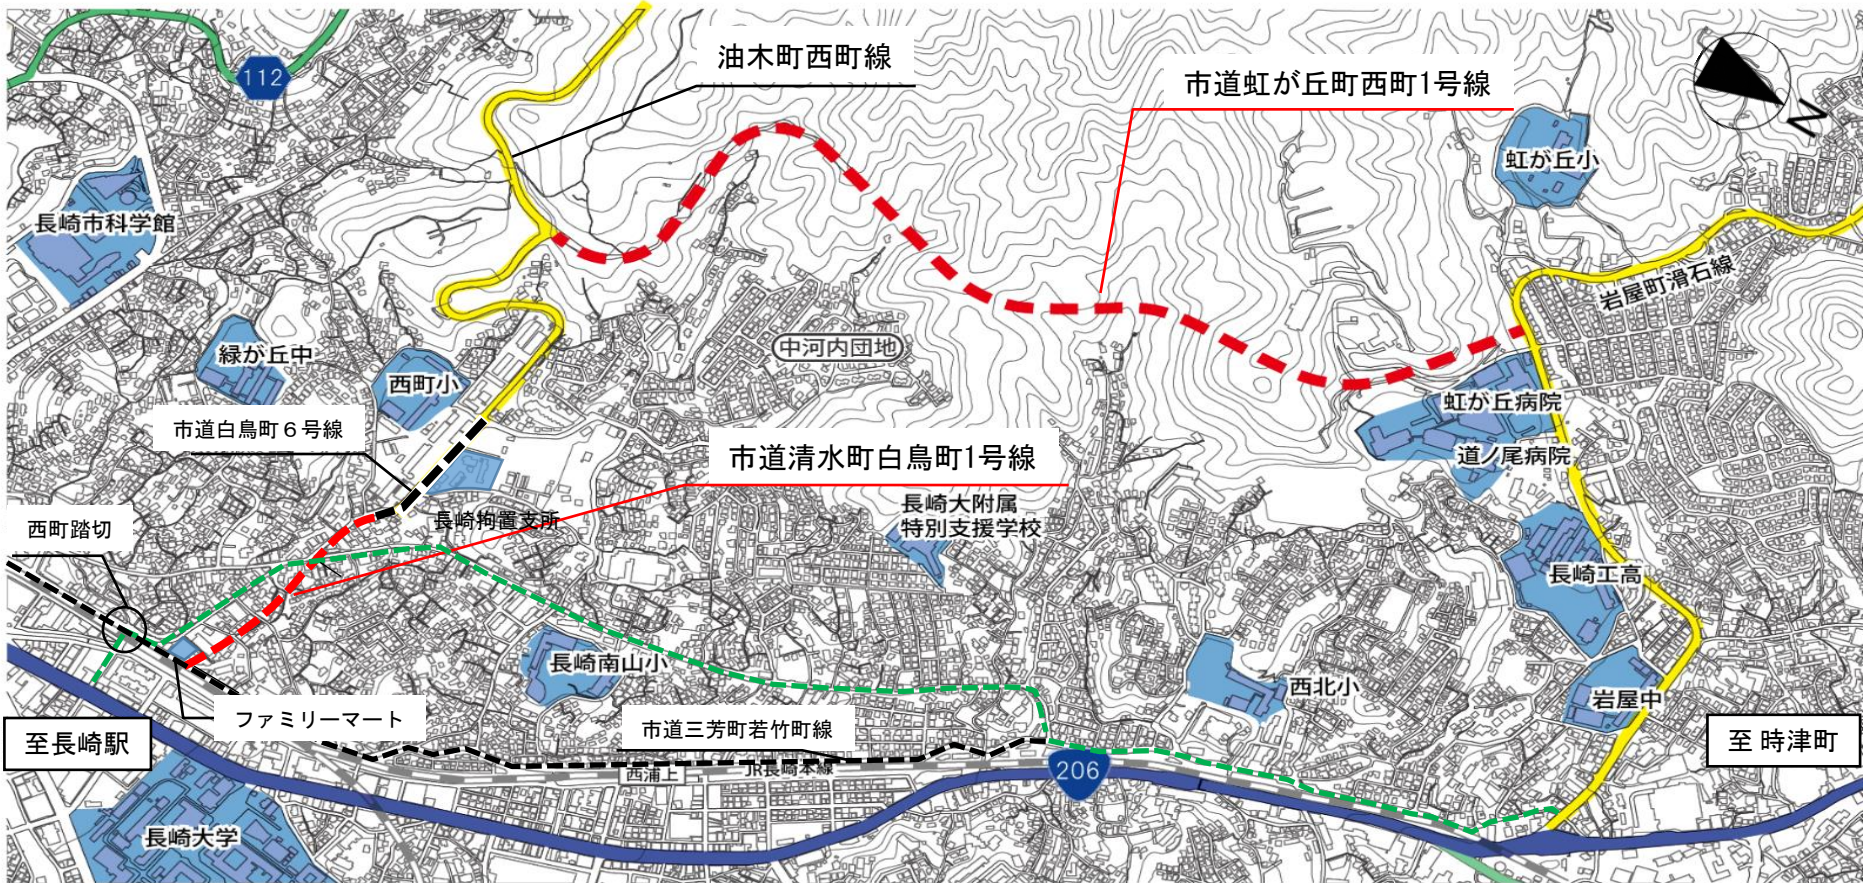 油木町西町線
市道虹が丘町西町1号線
112
N
虹が丘小
長崎市科学館
岩屋町滑石線
緑が丘中
中河内団地
西町小
虹が丘病院
市道白鳥町６号線
道ノ尾病院
市道清水町白鳥町1号線
長崎大附属
特別支援学校
西町踏切
長崎拘置支所
長崎工高
長崎南山小
西北小
岩屋中
ファミリーマート
市道三芳町若竹町線
至長崎駅
至 時津町
西浦上
JR長崎本線
206
長崎大学